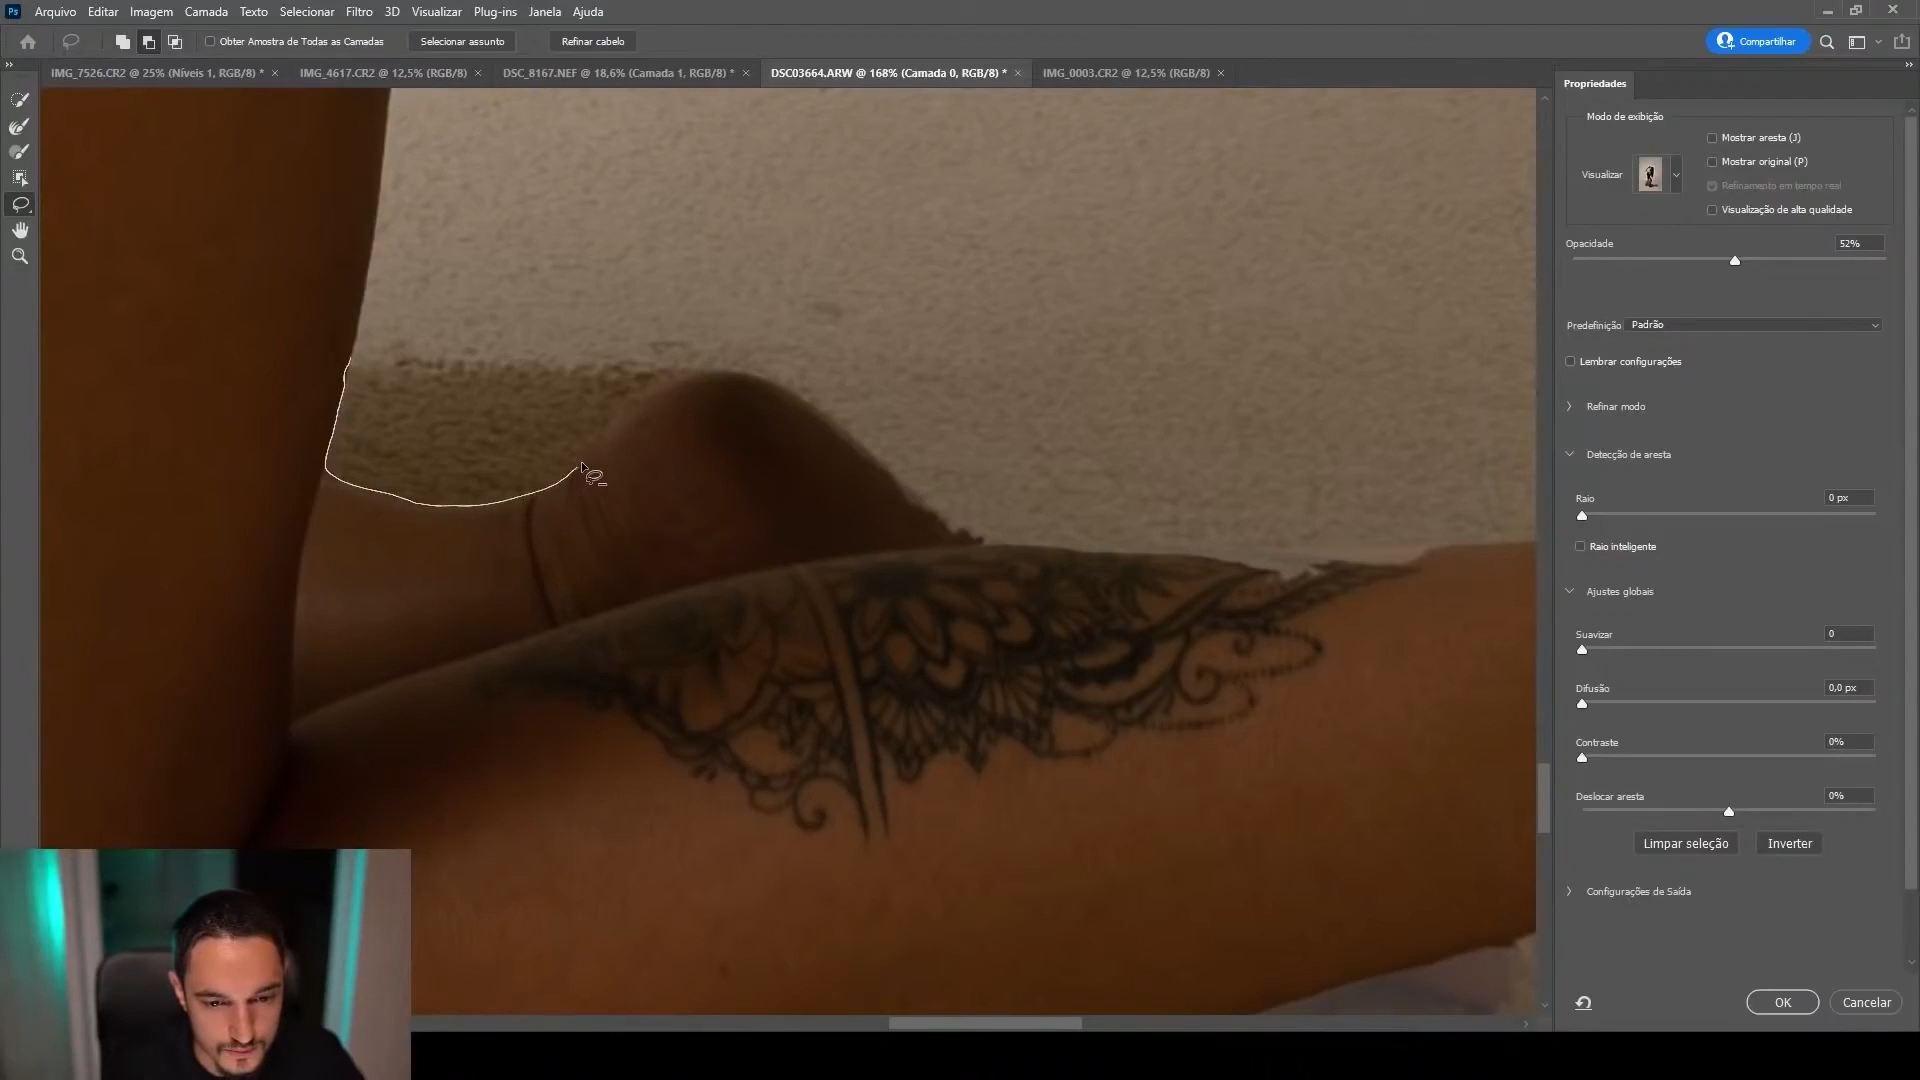 Ps Arquivo Editar Imagem Camada Texto Selecionar Filtro 3D Visualizar Plug-ins Janela Ajuda
Obter Amostra de Todas as Camadas Selecionar assunto Refinar cabelo Compartilhar
IMG_7526.CR2 @ 25% (Níveis 1, RGB/8) * IMG_4617.CR2 @ 12,5% (RGB/8) DSC_8167.NEF @ 18,6% (Camada 1, RGB/8) * DSC03664.ARW @ 168% (Camada 0, RGB/8) * IMG_0003.CR2 @ 12,5% (RGB/8)
Propriedades
Modo de exibição
Mostrar aresta (J)
Mostrar original (P)
Visualizar
Refinamento em tempo real
Visualização de alta qualidade
Opacidade 52%
Predefinição Padrão
Lembrar configurações
Refinar modo
Detecção de aresta
Raio 0 px
Raio inteligente
Ajustes globais
Suavizar 0
Difusão 0,0 px
Contraste 0%
Deslocar aresta 0%
Limpar seleção Inverter
Configurações de Saída
OK Cancelar